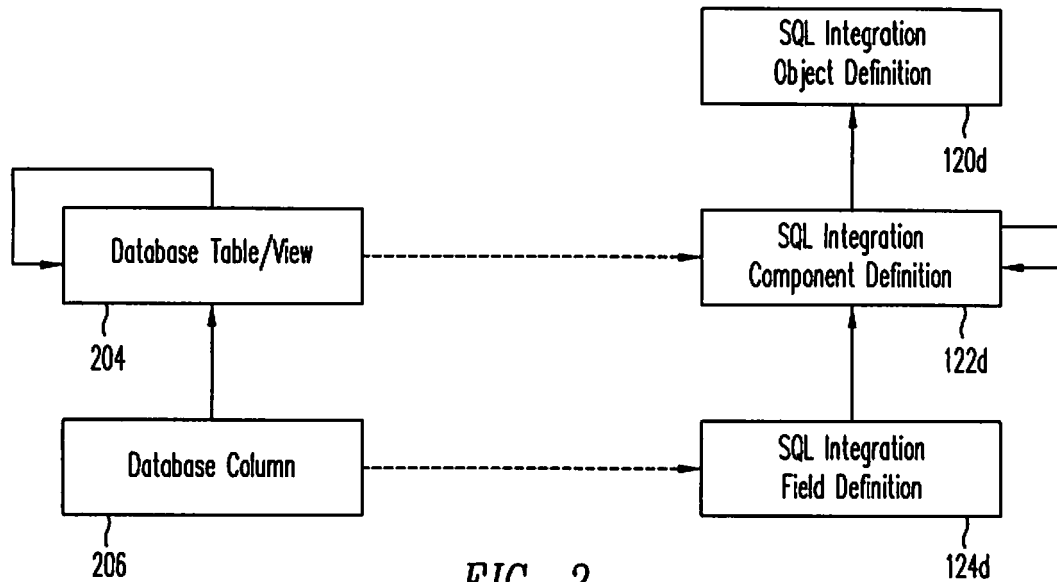 SQL Integration
Object Definition
120d
Database Table/View
SQL Integration
Component Definition
204
122d
Database Column
SQL Integration
Field Definition
206
124d
FIG. 2